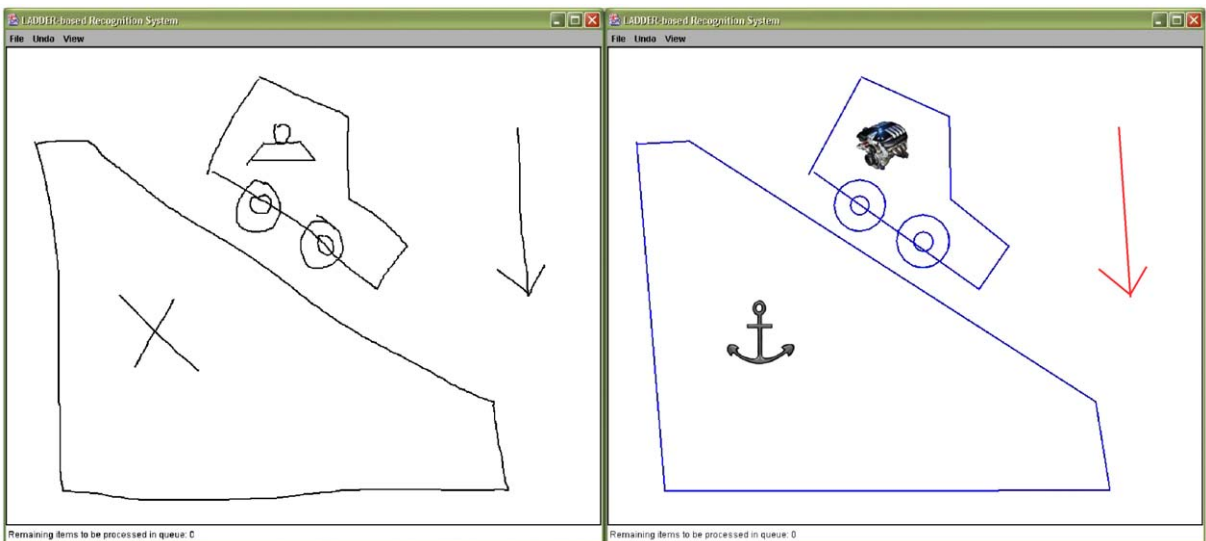 LADDER-based Recognition System
File Undo View
Remaining items to be processed in queue: 0
LADDER-based Recognition System
File Undo View
Remaining items to be processed in queue: 0